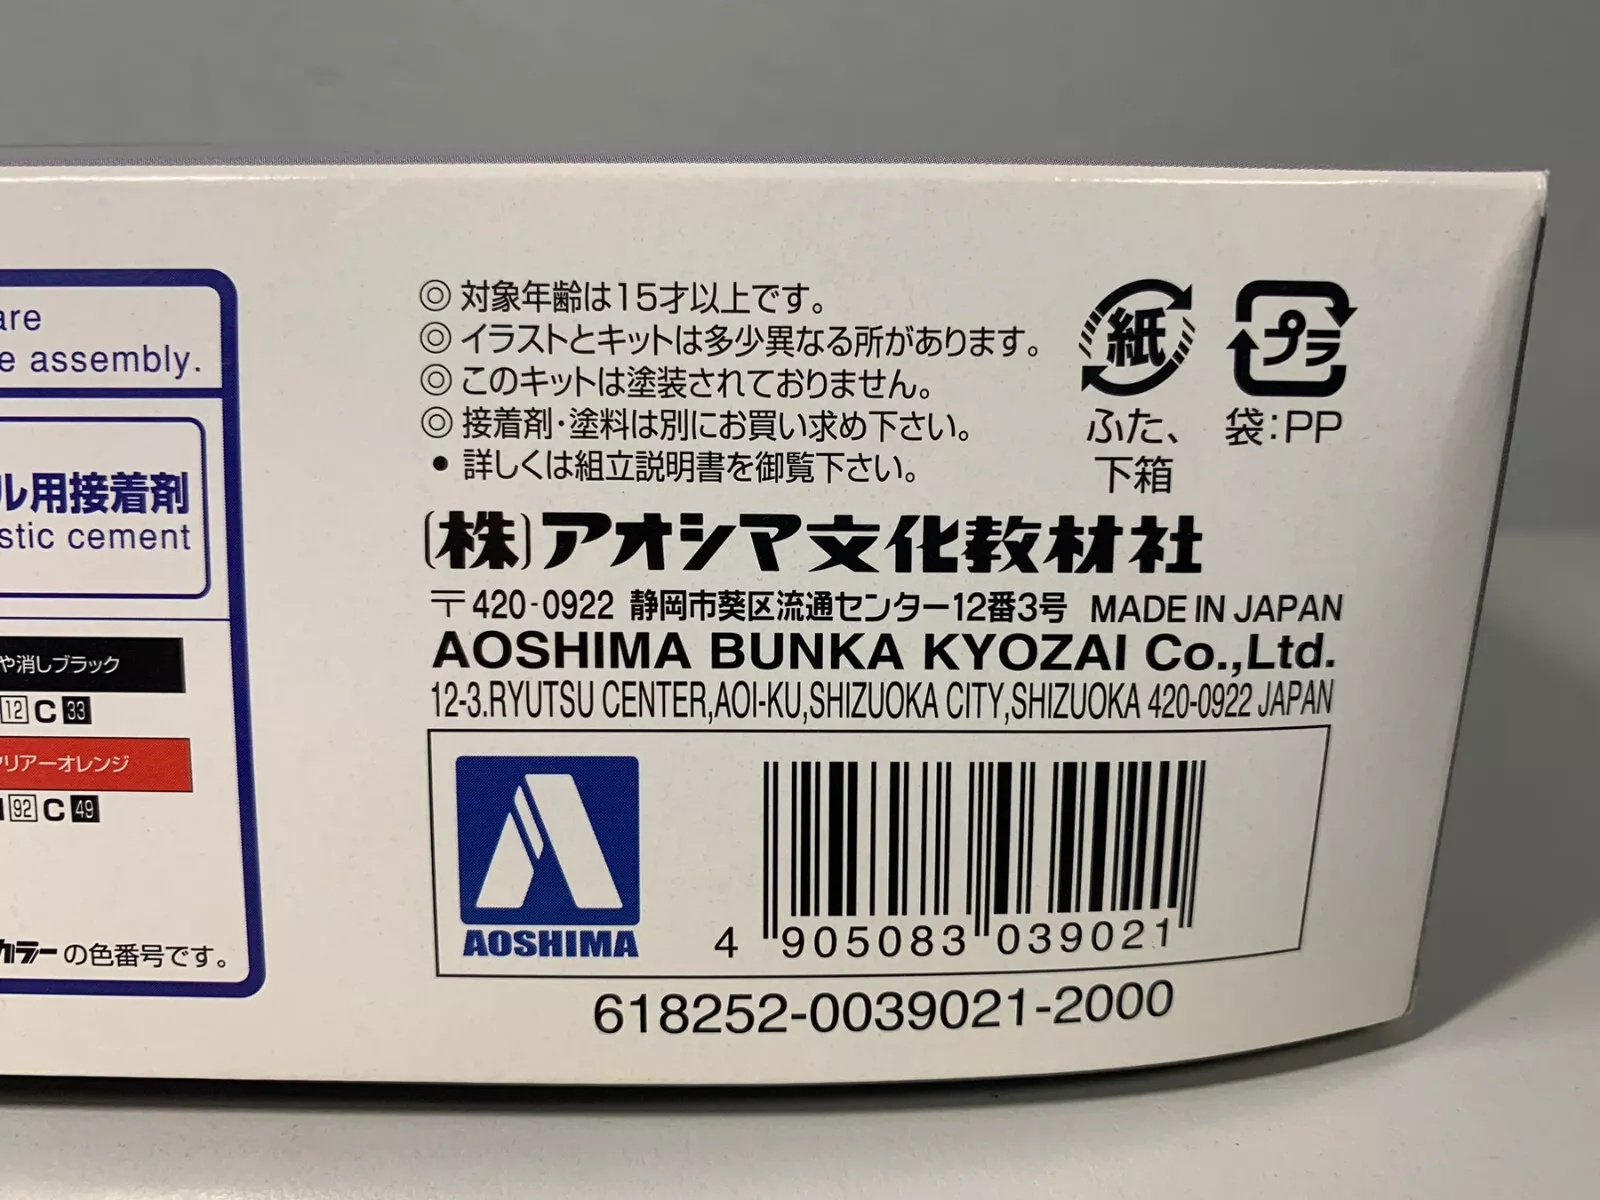 are
e assembly.
ル用接着剤
stic cement
や消しブラック
12 C 33
クリアーオレンジ
92 C 49
カラーの色番号です。
◎ 対象年齢は15才以上です。
◎ イラストとキットは多少異なる所があります。
◎ このキットは塗装されておりません。
◎ 接着剤・塗料は別にお買い求め下さい。
• 詳しくは組立説明書を御覧下さい。
紙
ふた、
下箱
プラ
袋:PP
(株)アオシマ文化教材社
〒420-0922 静岡市葵区流通センター12番3号 MADE IN JAPAN
AOSHIMA BUNKA KYOZAI Co.,Ltd.
12-3.RYUTSU CENTER,AOI-KU,SHIZUOKA CITY,SHIZUOKA 420-0922 JAPAN
AOSHIMA
4 905083 039021
618252-0039021-2000